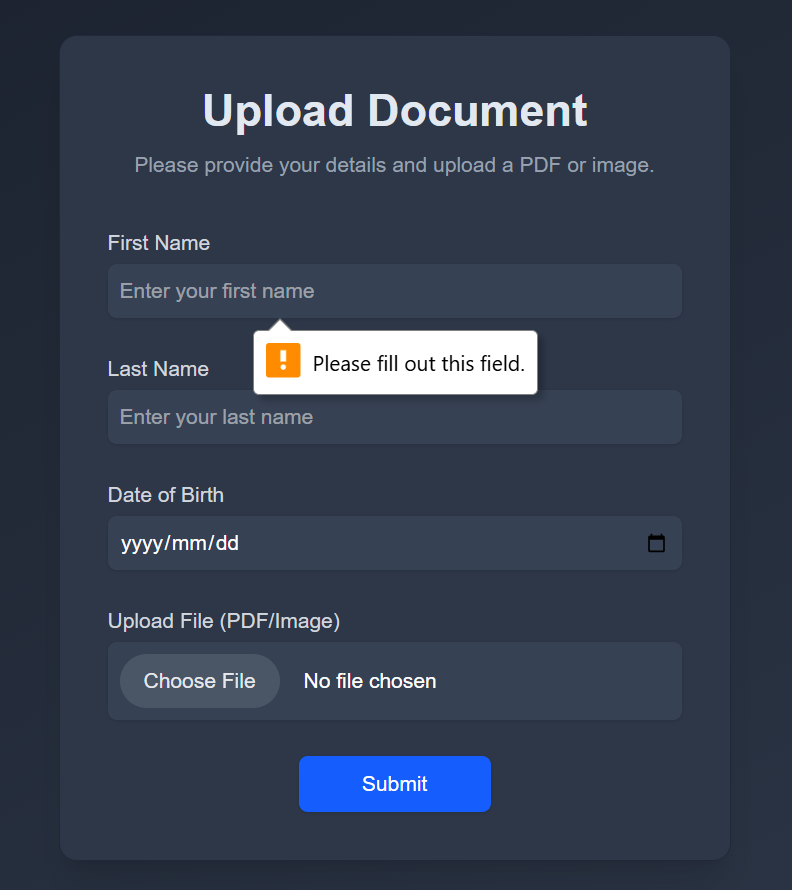 Upload Document
Please provide your details and upload a PDF or image.
First Name
Enter your first name
Please fill out this field.
Last Name
Enter your last name
Date of Birth
yyyy/mm/dd
Upload File (PDF/Image)
Choose File No file chosen
Submit